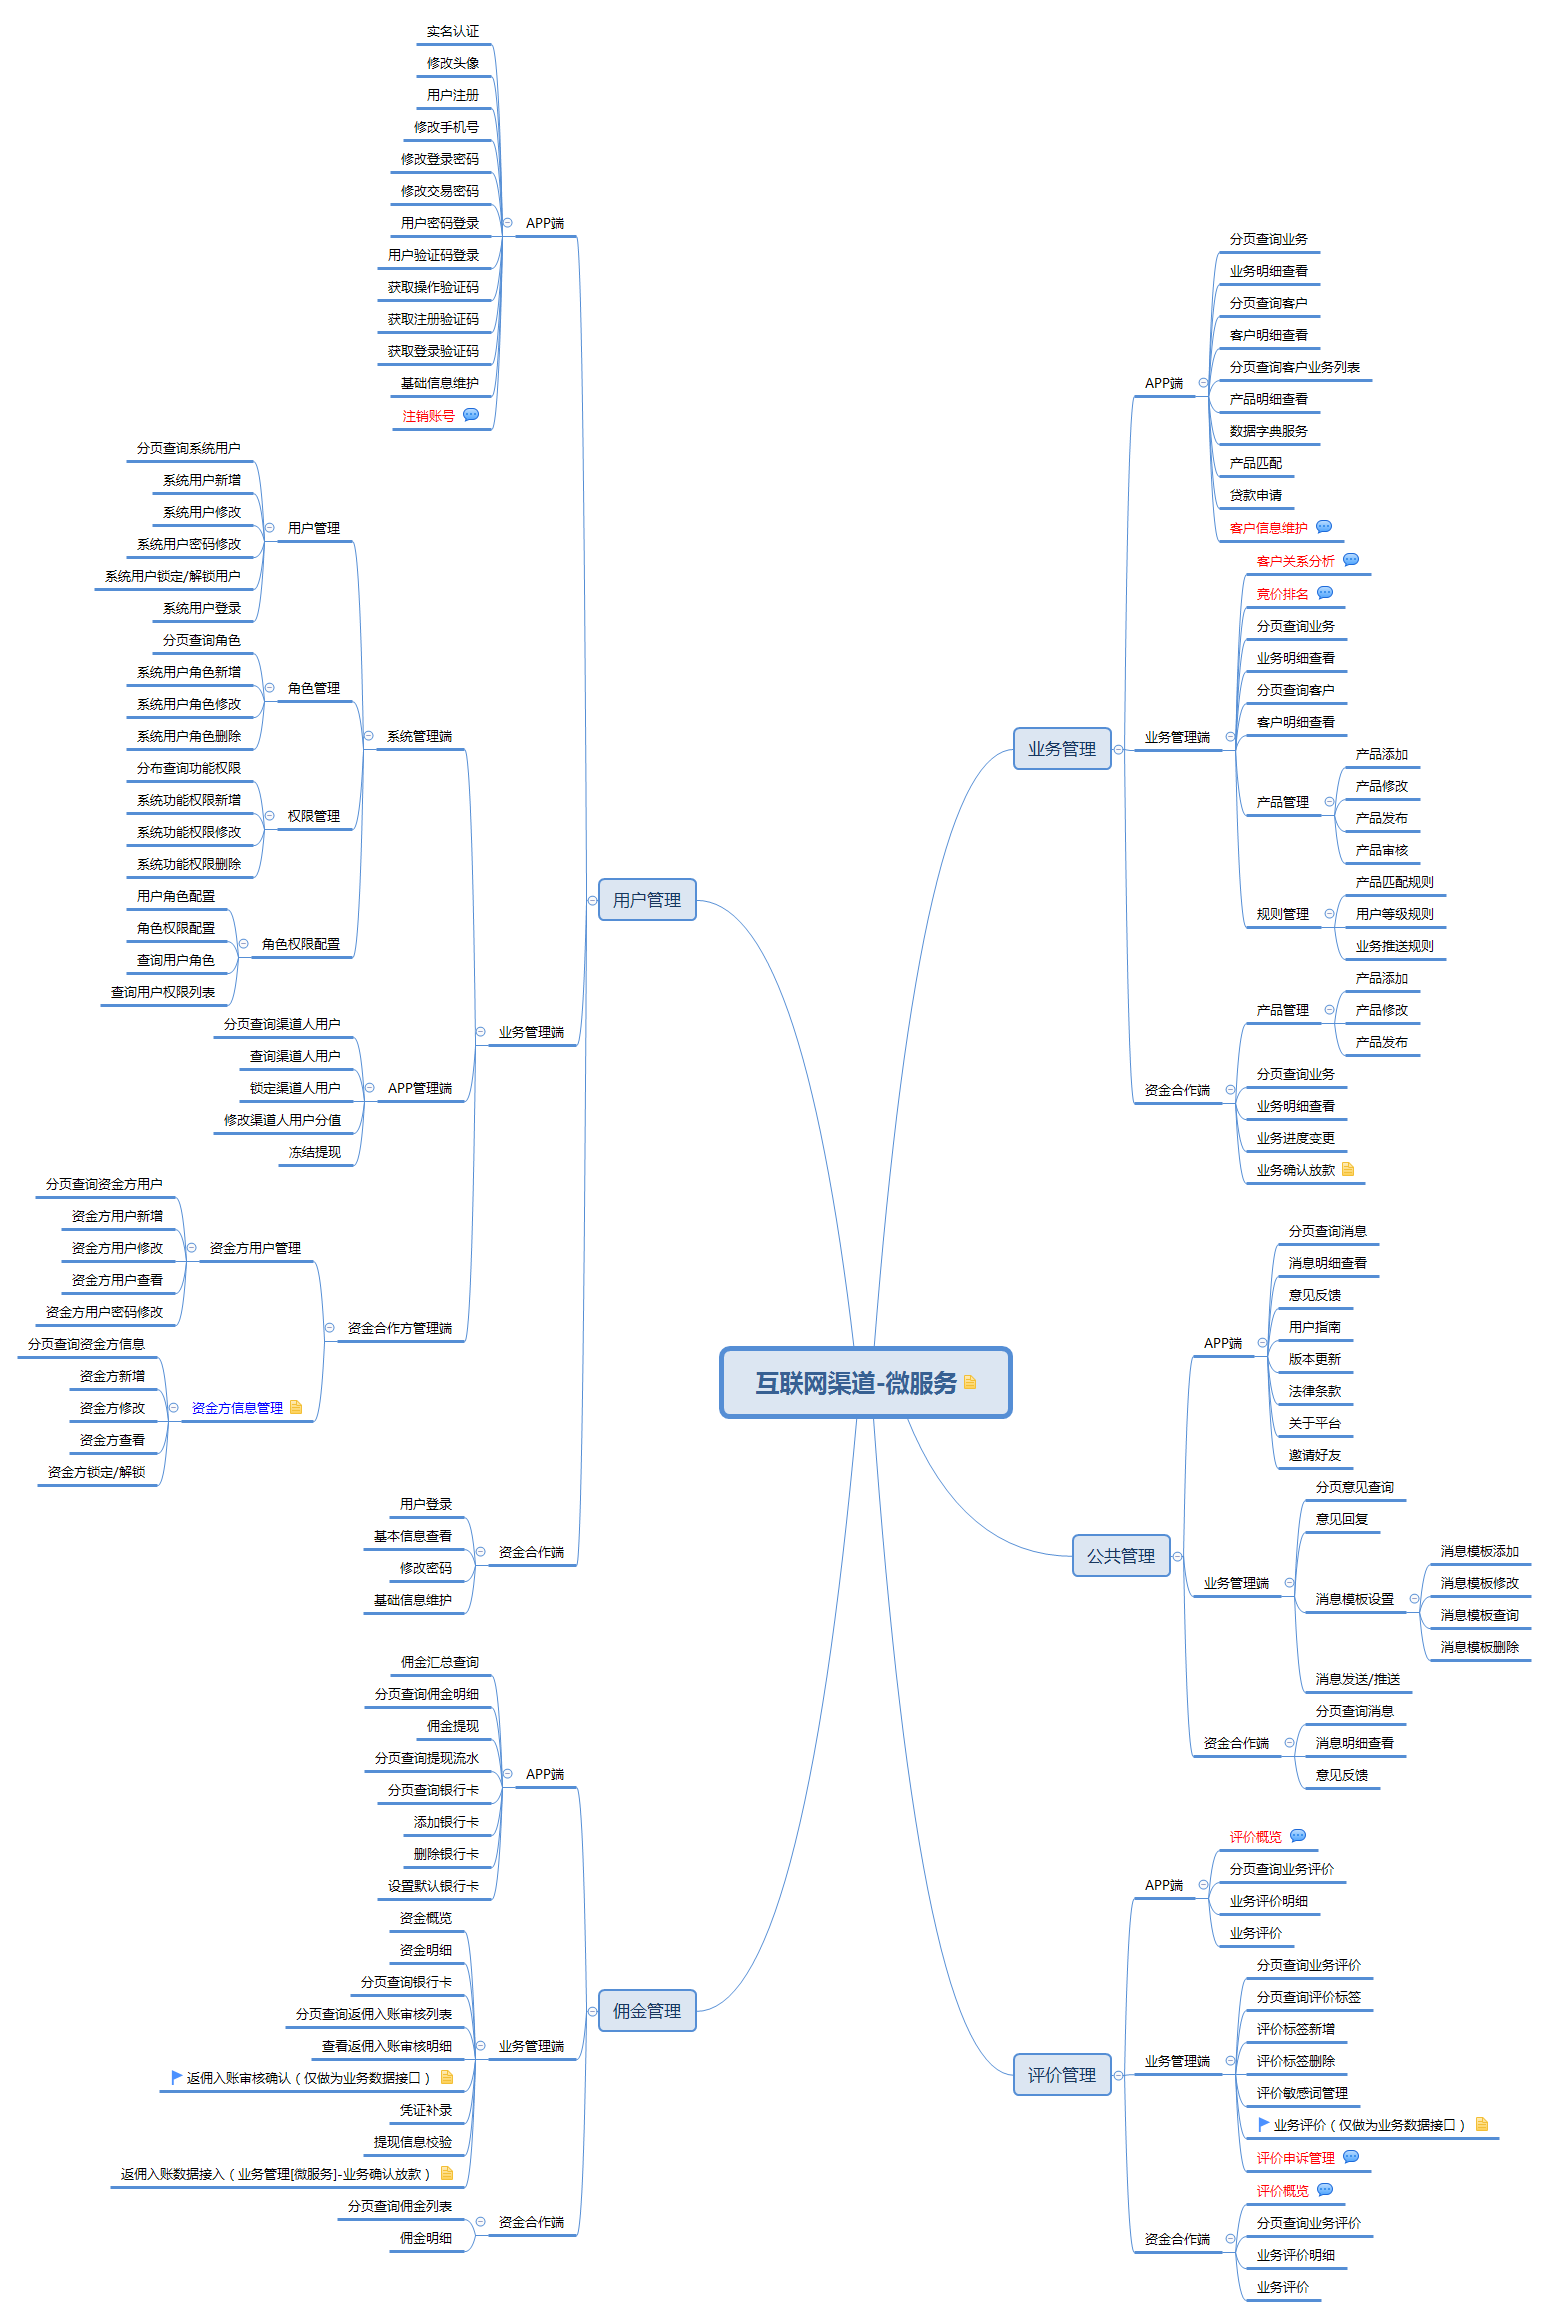 互联网渠道-微服务
用户管理
APP端
实名认证
修改头像
用户注册
修改手机号
修改登录密码
修改交易密码
用户密码登录
用户验证码登录
获取操作验证码
获取注册验证码
获取登录验证码
基础信息维护
注销账号
业务管理端
系统管理端
用户管理
分页查询系统用户
系统用户新增
系统用户修改
系统用户密码修改
系统用户锁定/解锁用户
系统用户登录
角色管理
分页查询角色
系统用户角色新增
系统用户角色修改
系统用户角色删除
权限管理
分布查询功能权限
系统功能权限新增
系统功能权限修改
系统功能权限删除
角色权限配置
用户角色配置
角色权限配置
查询用户角色
查询用户权限列表
APP管理端
分页查询渠道人用户
查询渠道人用户
锁定渠道人用户
修改渠道人用户分值
冻结提现
资金合作方管理端
资金方用户管理
分页查询资金方用户
资金方用户新增
资金方用户修改
资金方用户查看
资金方用户密码修改
资金方信息管理
分页查询资金方信息
资金方新增
资金方修改
资金方查看
资金方锁定/解锁
资金合作端
用户登录
基本信息查看
修改密码
基础信息维护
佣金管理
APP端
佣金汇总查询
分页查询佣金明细
佣金提现
分页查询提现流水
分页查询银行卡
添加银行卡
删除银行卡
设置默认银行卡
业务管理端
资金概览
资金明细
分页查询银行卡
分页查询返佣入账审核列表
查看返佣入账审核明细
返佣入账审核确认（仅做为业务数据接口）
凭证补录
提现信息校验
返佣入账数据接入（业务管理[微服务]-业务确认放款）
资金合作端
分页查询佣金列表
佣金明细
业务管理
APP端
分页查询业务
业务明细查看
分页查询客户
客户明细查看
分页查询客户业务列表
产品明细查看
数据字典服务
产品匹配
贷款申请
客户信息维护
业务管理端
客户关系分析
竟价排名
分页查询业务
业务明细查看
分页查询客户
客户明细查看
产品管理
产品添加
产品修改
产品发布
产品审核
规则管理
产品匹配规则
用户等级规则
业务推送规则
资金合作端
产品管理
产品添加
产品修改
产品发布
分页查询业务
业务明细查看
业务进度变更
业务确认放款
公共管理
APP端
分页查询消息
消息明细查看
意见反馈
用户指南
版本更新
法律条款
关于平台
邀请好友
业务管理端
分页意见查询
意见回复
消息模板设置
消息模板添加
消息模板修改
消息模板查询
消息模板删除
消息发送/推送
资金合作端
分页查询消息
消息明细查看
意见反馈
评价管理
APP端
评价概览
分页查询业务评价
业务评价明细
业务评价
业务管理端
分页查询业务评价
分页查询评价标签
评价标签新增
评价标签删除
评价敏感词管理
业务评价（仅做为业务数据接口）
评价申诉管理
资金合作端
评价概览
分页查询业务评价
业务评价明细
业务评价